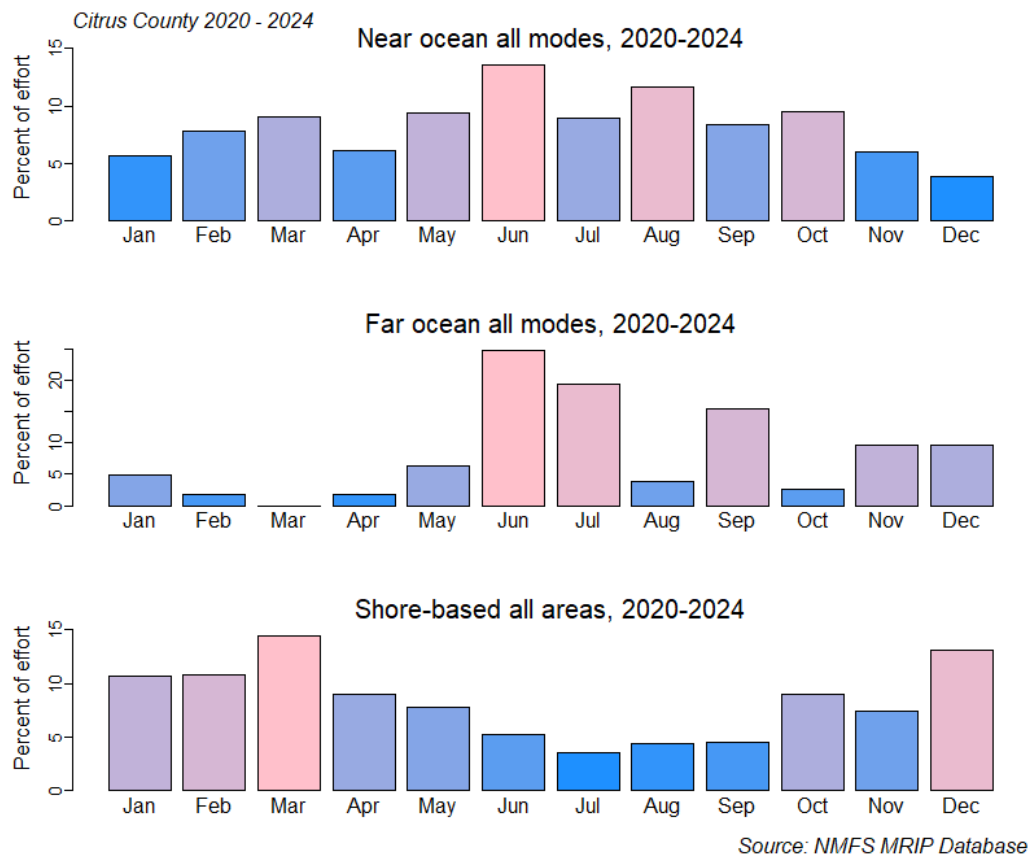 Citrus County 2020 - 2024
Near ocean all modes, 2020-2024
Percent of effort
0 5 10 15
Jan Feb Mar Apr May Jun Jul Aug Sep Oct Nov Dec
Far ocean all modes, 2020-2024
Percent of effort
0 5 10 20
Jan Feb Mar Apr May Jun Jul Aug Sep Oct Nov Dec
Shore-based all areas, 2020-2024
Percent of effort
0 5 10 15
Jan Feb Mar Apr May Jun Jul Aug Sep Oct Nov Dec
Source: NMFS MRIP Database